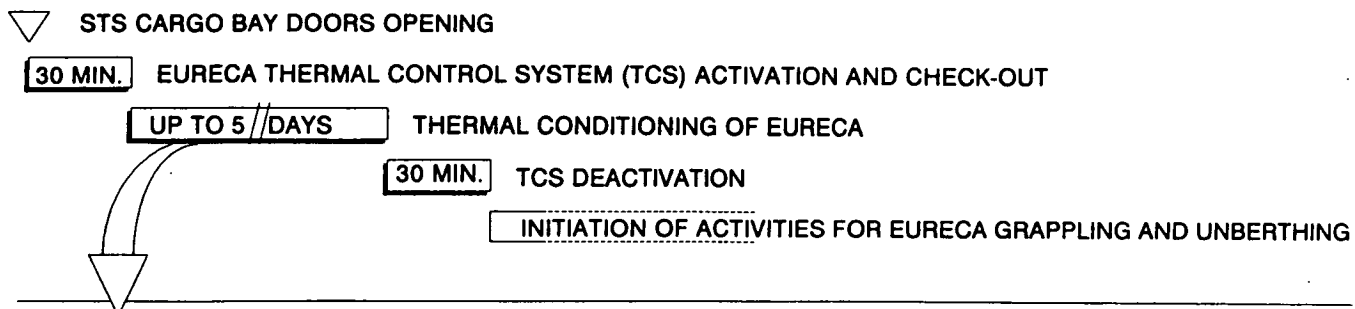 STS CARGO BAY DOORS OPENING
30 MIN. EURECA THERMAL CONTROL SYSTEM (TCS) ACTIVATION AND CHECK-OUT
UP TO 5 // DAYS THERMAL CONDITIONING OF EURECA
30 MIN. TCS DEACTIVATION
INITIATION OF ACTIVITIES FOR EURECA GRAPPLING AND UNBERTHING